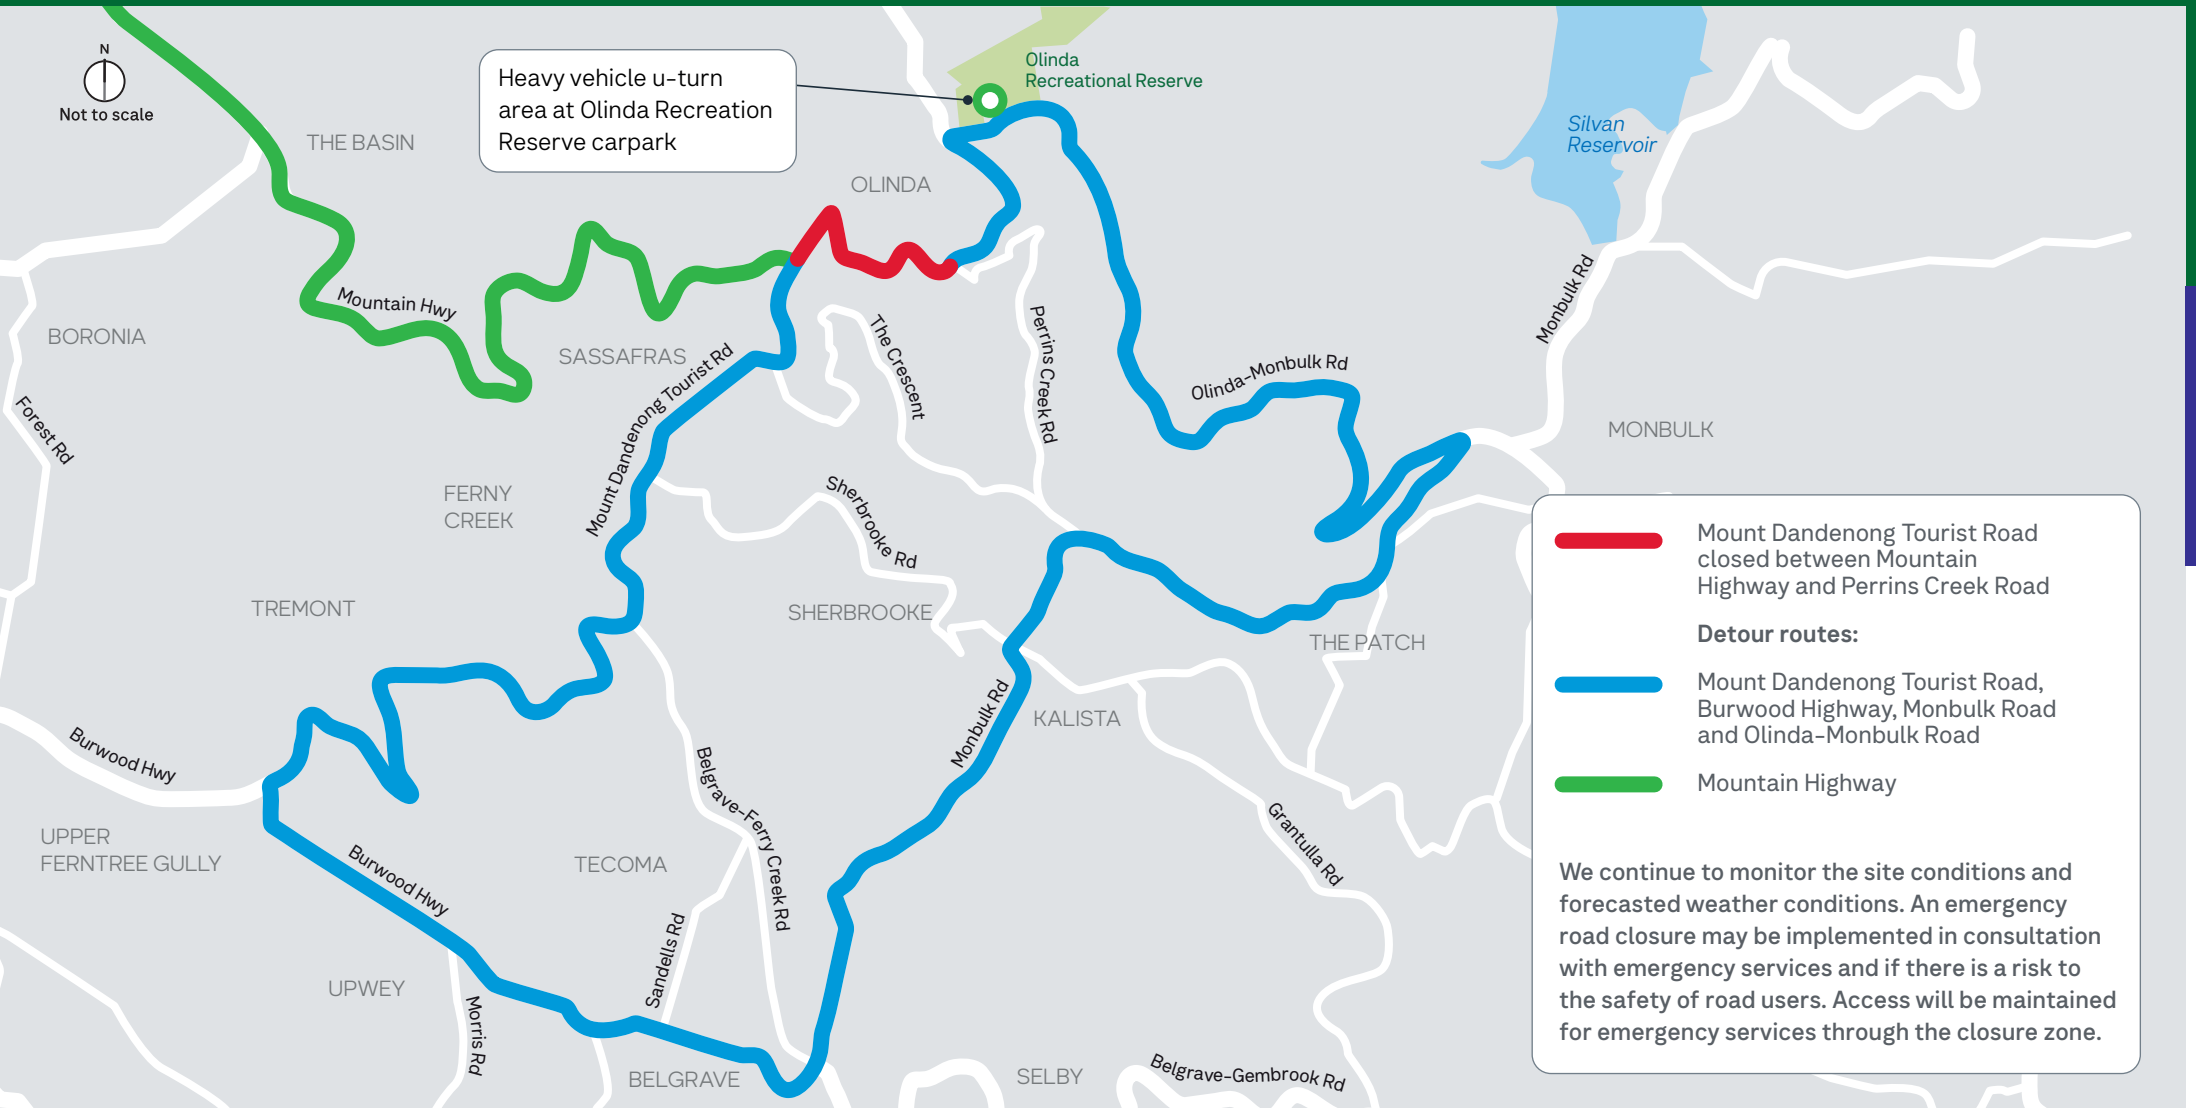 N
Not to scale
THE BASIN
Heavy vehicle u-turn
area at Olinda Recreation
Reserve carpark
Olinda
Recreational Reserve
OLINDA
Silvan
Reservoir
Mountain Hwy
BORONIA
SASSAFRAS
Mount Dandenong Tourist Rd
The Crescent
Perrins Creek Rd
Olinda-Monbulk Rd
Monbulk Rd
MONBULK
Forest Rd
FERNY
CREEK
Sherbrooke Rd
TREMONT
SHERBROOKE
THE PATCH
Monbulk Rd
KALISTA
Burwood Hwy
Belgrave-Ferry Creek Rd
UPPER
FERNTREE GULLY
Burwood Hwy
TECOMA
Grantulla Rd
Sandells Rd
UPWEY
Morris Rd
BELGRAVE
SELBY
Belgrave-Gembrook Rd
Mount Dandenong Tourist Road
closed between Mountain
Highway and Perrins Creek Road
Detour routes:
Mount Dandenong Tourist Road,
Burwood Highway, Monbulk Road
and Olinda-Monbulk Road
Mountain Highway
We continue to monitor the site conditions and
forecasted weather conditions. An emergency
road closure may be implemented in consultation
with emergency services and if there is a risk to
the safety of road users. Access will be maintained
for emergency services through the closure zone.